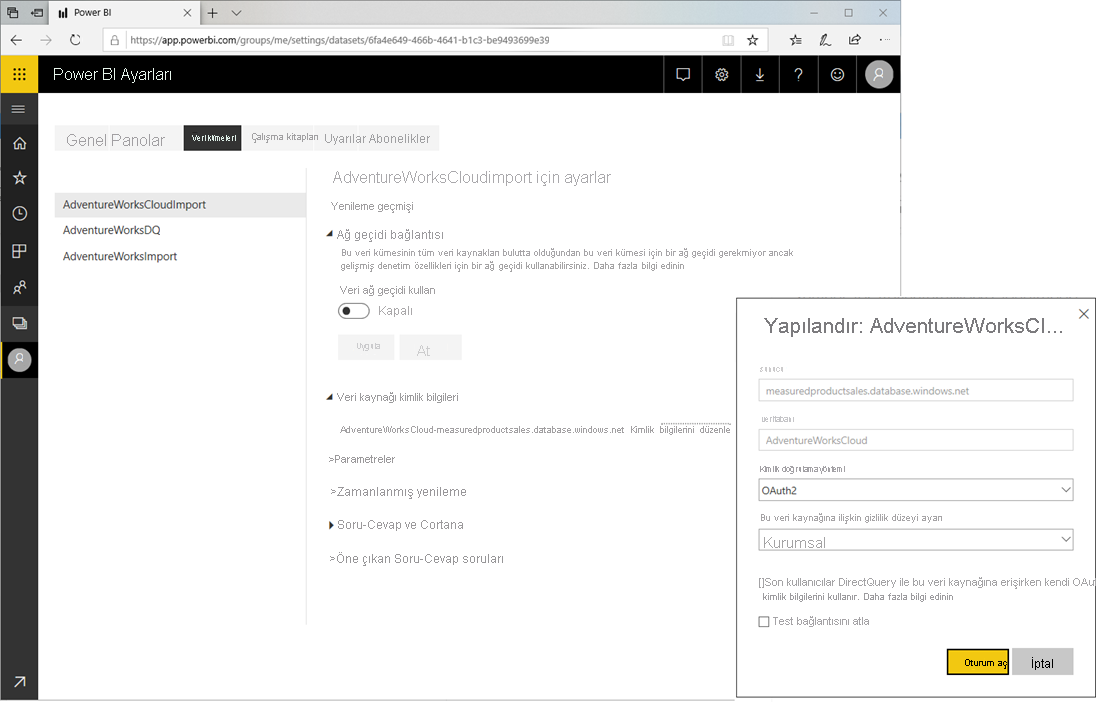 Power BI
https://app.powerbi.com/groups/me/settings/datasets/6fa4e649-466b-4641-b1c3-be9493699e39
Power BI Ayarları
Genel Panolar Veri kümeleri Çalışma kitapları Uyarılar Abonelikler
AdventureWorksCloudImport
AdventureWorksDQ
AdventureWorksImport
AdventureWorksCloudimport için ayarlar
Yenileme geçmişi
Ağ geçidi bağlantısı
Bu veri kümesinin tüm veri kaynakları bulutta olduğundan bu veri kümesi için bir ağ geçidi gerekmiyor ancak
gelişmiş denetim özellikleri için bir ağ geçidi kullanabilirsiniz. Daha fazla bilgi edinin
Veri ağ geçidi kullan
Kapalı
Uygula At
Veri kaynağı kimlik bilgileri
AdventureWorksCloud-measuredproductsales.database.windows.net Kimlik bilgilerini düzenle
>Parametreler
>Zamanlanmış yenileme
Soru-Cevap ve Cortana
>Öne çıkan Soru-Cevap soruları
Yapılandır: AdventureWorksCl...
measuredproductsales.database.windows.net
veritabanı
AdventureWorksCloud
Kimlik doğrulama yöntemi
OAuth2
Bu veri kaynağına ilişkin gizlilik düzeyi ayarı
Kurumsal
[]Son kullanıcılar DirectQuery ile bu veri kaynağına erişirken kendi OAu
kimlik bilgilerini kullanır. Daha fazla bilgi edinin
Test bağlantısını atla
Oturum aç İptal